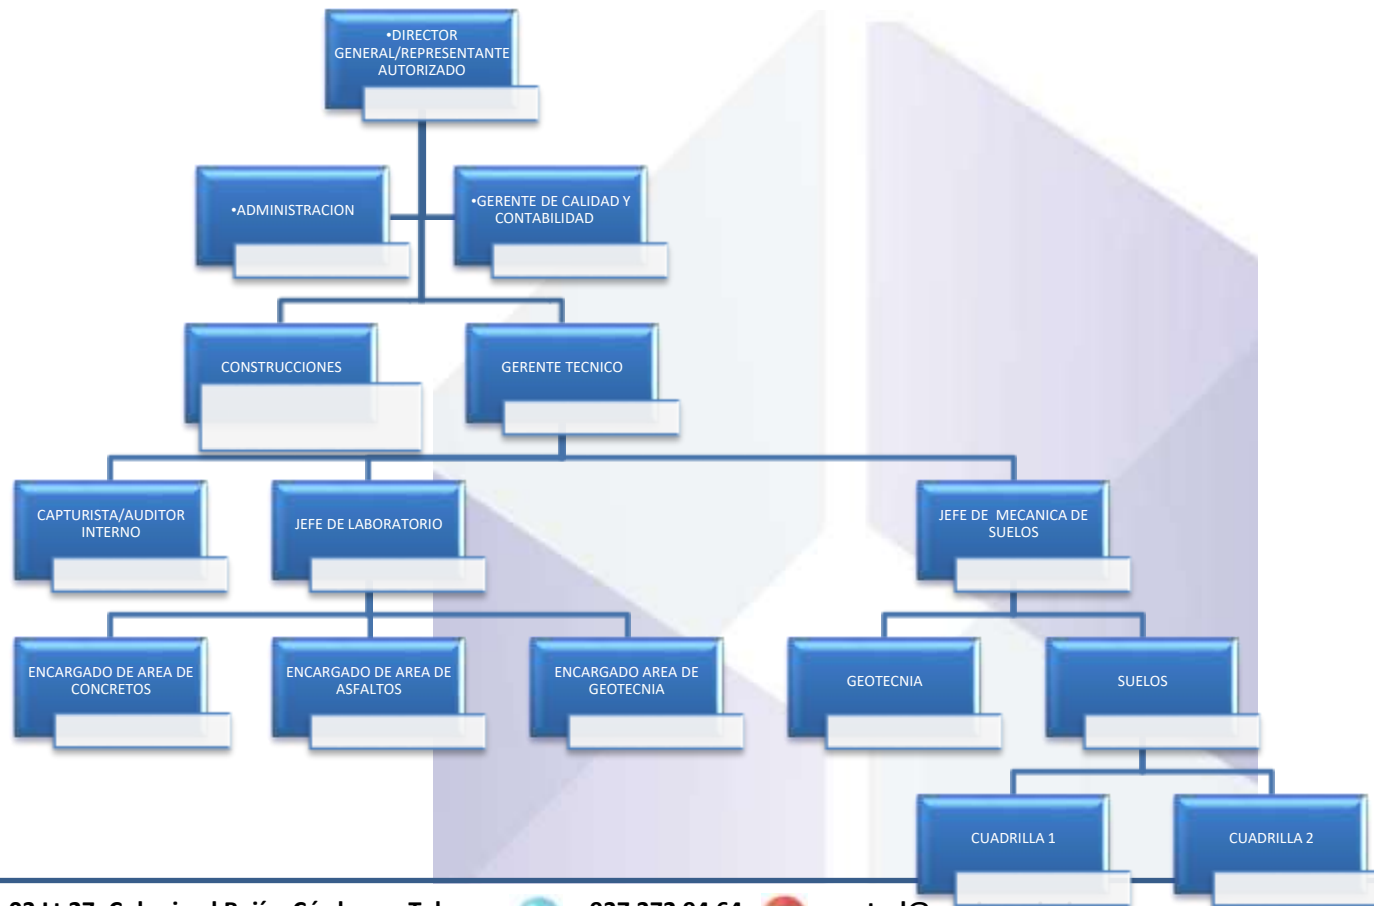 •DIRECTOR
GENERAL/REPRESENTANTE
AUTORIZADO
•ADMINISTRACION
•GERENTE DE CALIDAD Y
CONTABILIDAD
CONSTRUCCIONES
GERENTE TECNICO
CAPTURISTA/AUDITOR
INTERNO
JEFE DE LABORATORIO
JEFE DE  MECANICA DE
SUELOS
ENCARGADO DE AREA DE
CONCRETOS
ENCARGADO DE AREA DE
ASFALTOS
ENCARGADO AREA DE
GEOTECNIA
GEOTECNIA
SUELOS
CUADRILLA 1
CUADRILLA 2